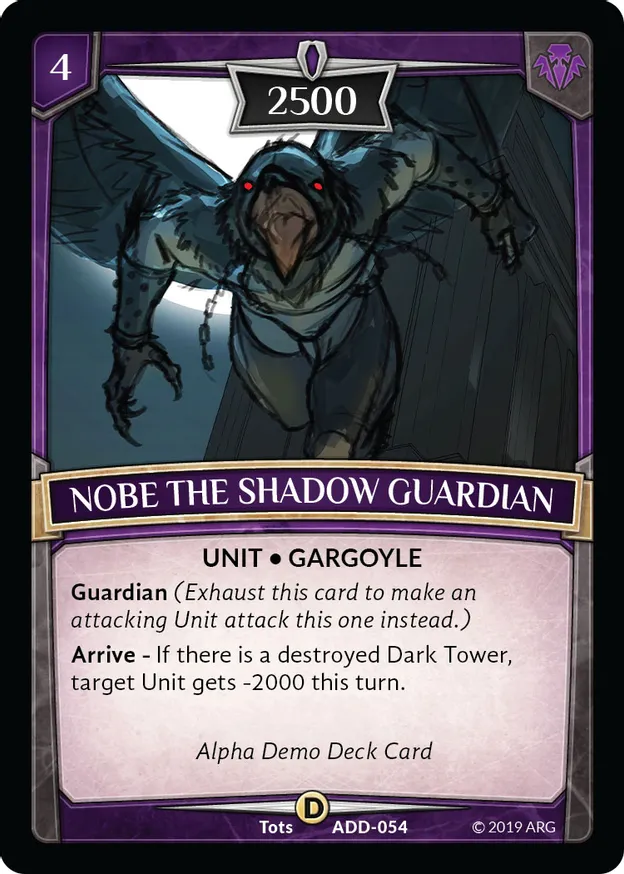 4
2500
NOBE THE SHADOW GUARDIAN
UNIT • GARGOYLE
Guardian (Exhaust this card to make an
attacking Unit attack this one instead.)
Arrive - If there is a destroyed Dark Tower,
target Unit gets -2000 this turn.
Alpha Demo Deck Card
D
Tots ADD-054 © 2019 ARG